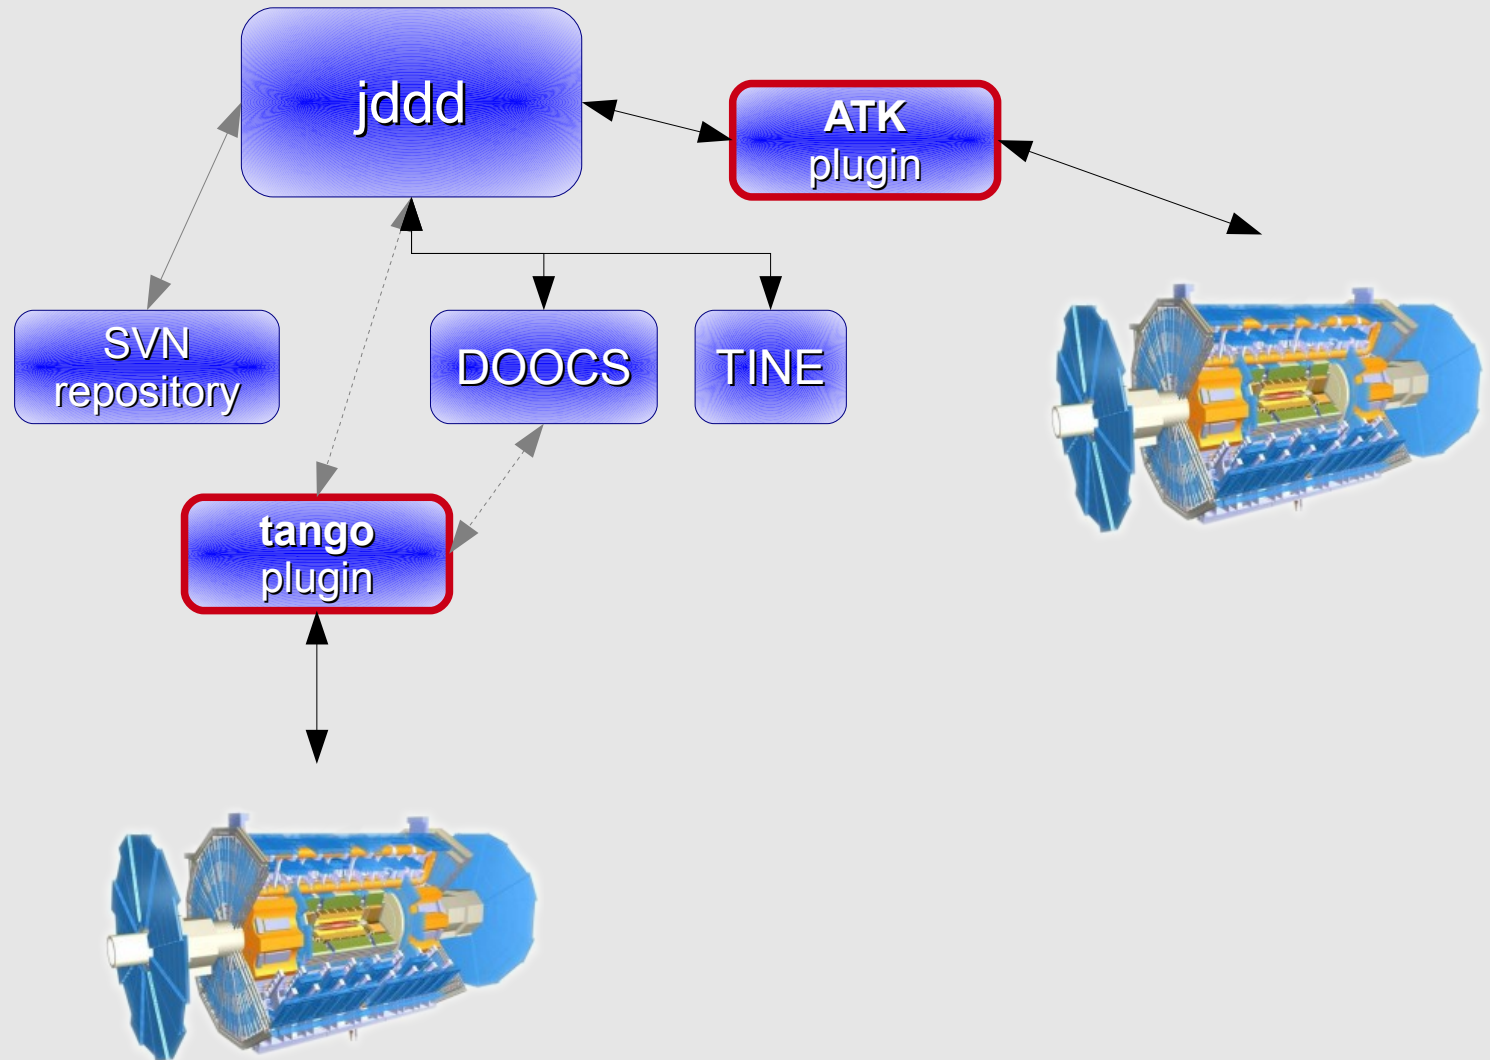 jddd
ATK
plugin
SVN
repository
DOOCS
TINE
tango
plugin